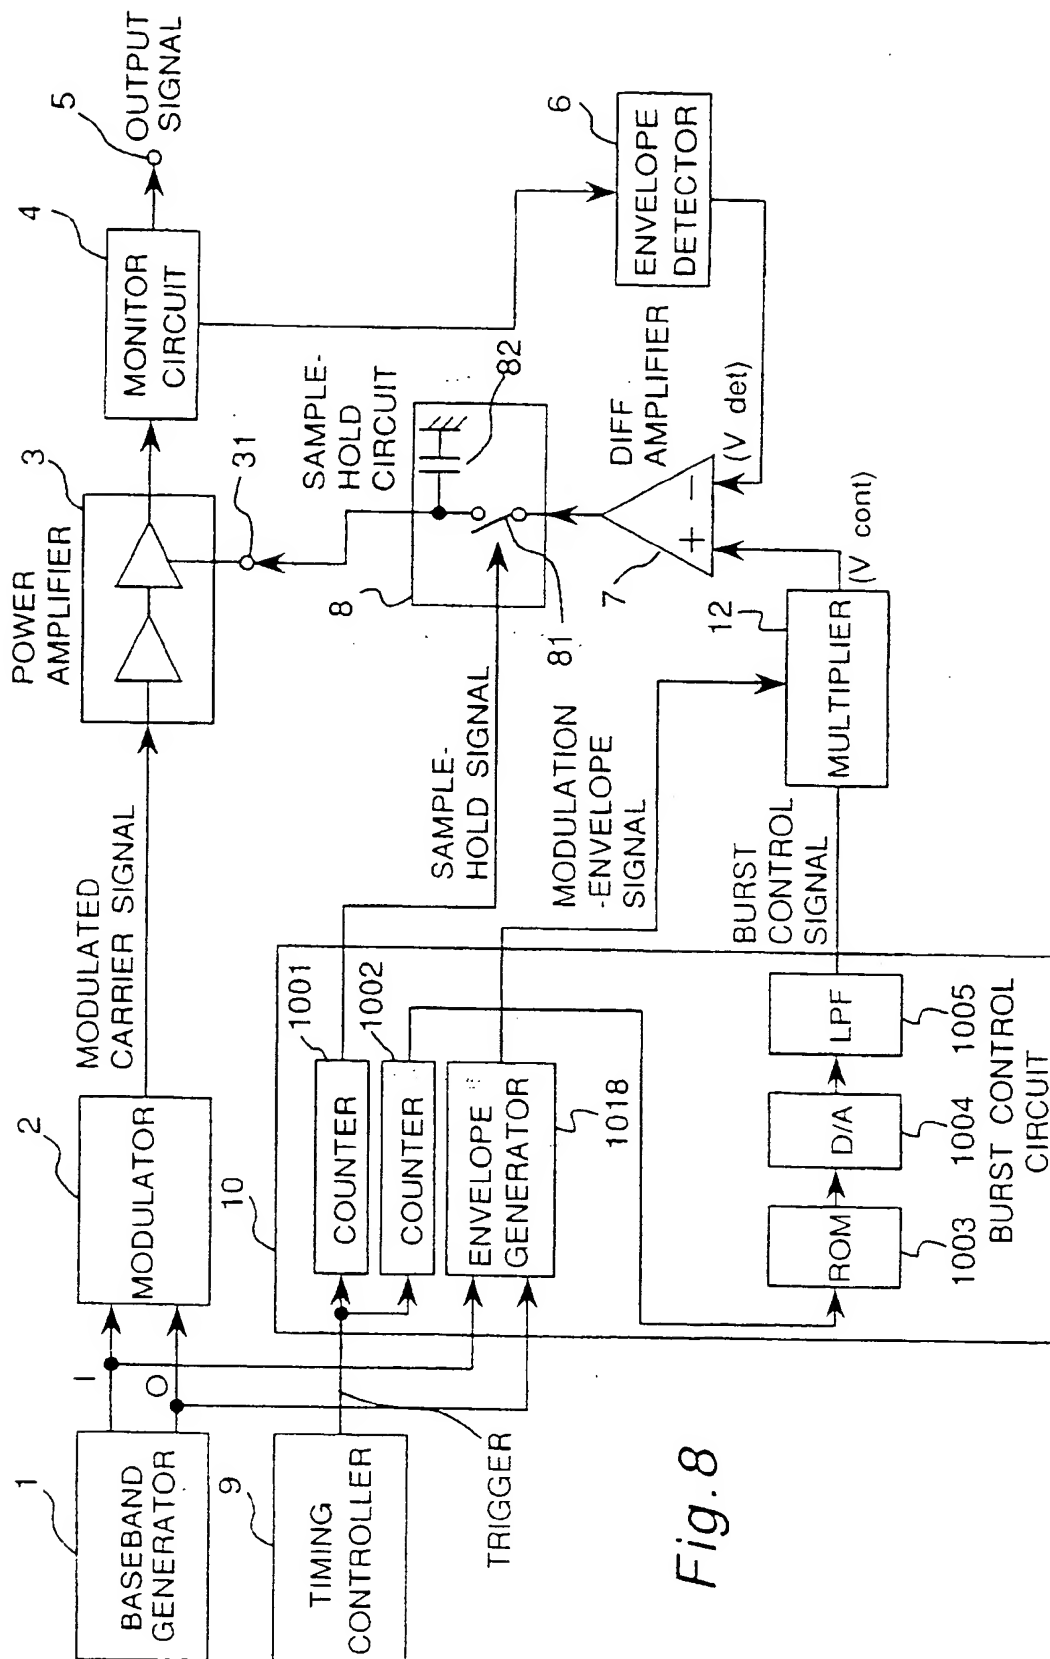 1
BASEBAND
GENERATOR
I
O
2
MODULATOR
MODULATED
CARRIER SIGNAL
POWER
AMPLIFIER
3
31
4
MONITOR
CIRCUIT
5
OUTPUT
SIGNAL
9
TIMING
CONTROLLER
TRIGGER
10
COUNTER
1001
COUNTER
1002
ENVELOPE
GENERATOR
1018
SAMPLE-
HOLD SIGNAL
MODULATION
-ENVELOPE
SIGNAL
8
SAMPLE-
HOLD
CIRCUIT
82
81
7
+
−
DIFF
AMPLIFIER
(V det)
(V cont)
6
ENVELOPE
DETECTOR
ROM
1003
D/A
1004
LPF
1005
BURST CONTROL
CIRCUIT
BURST
CONTROL
SIGNAL
12
MULTIPLIER
Fig.8